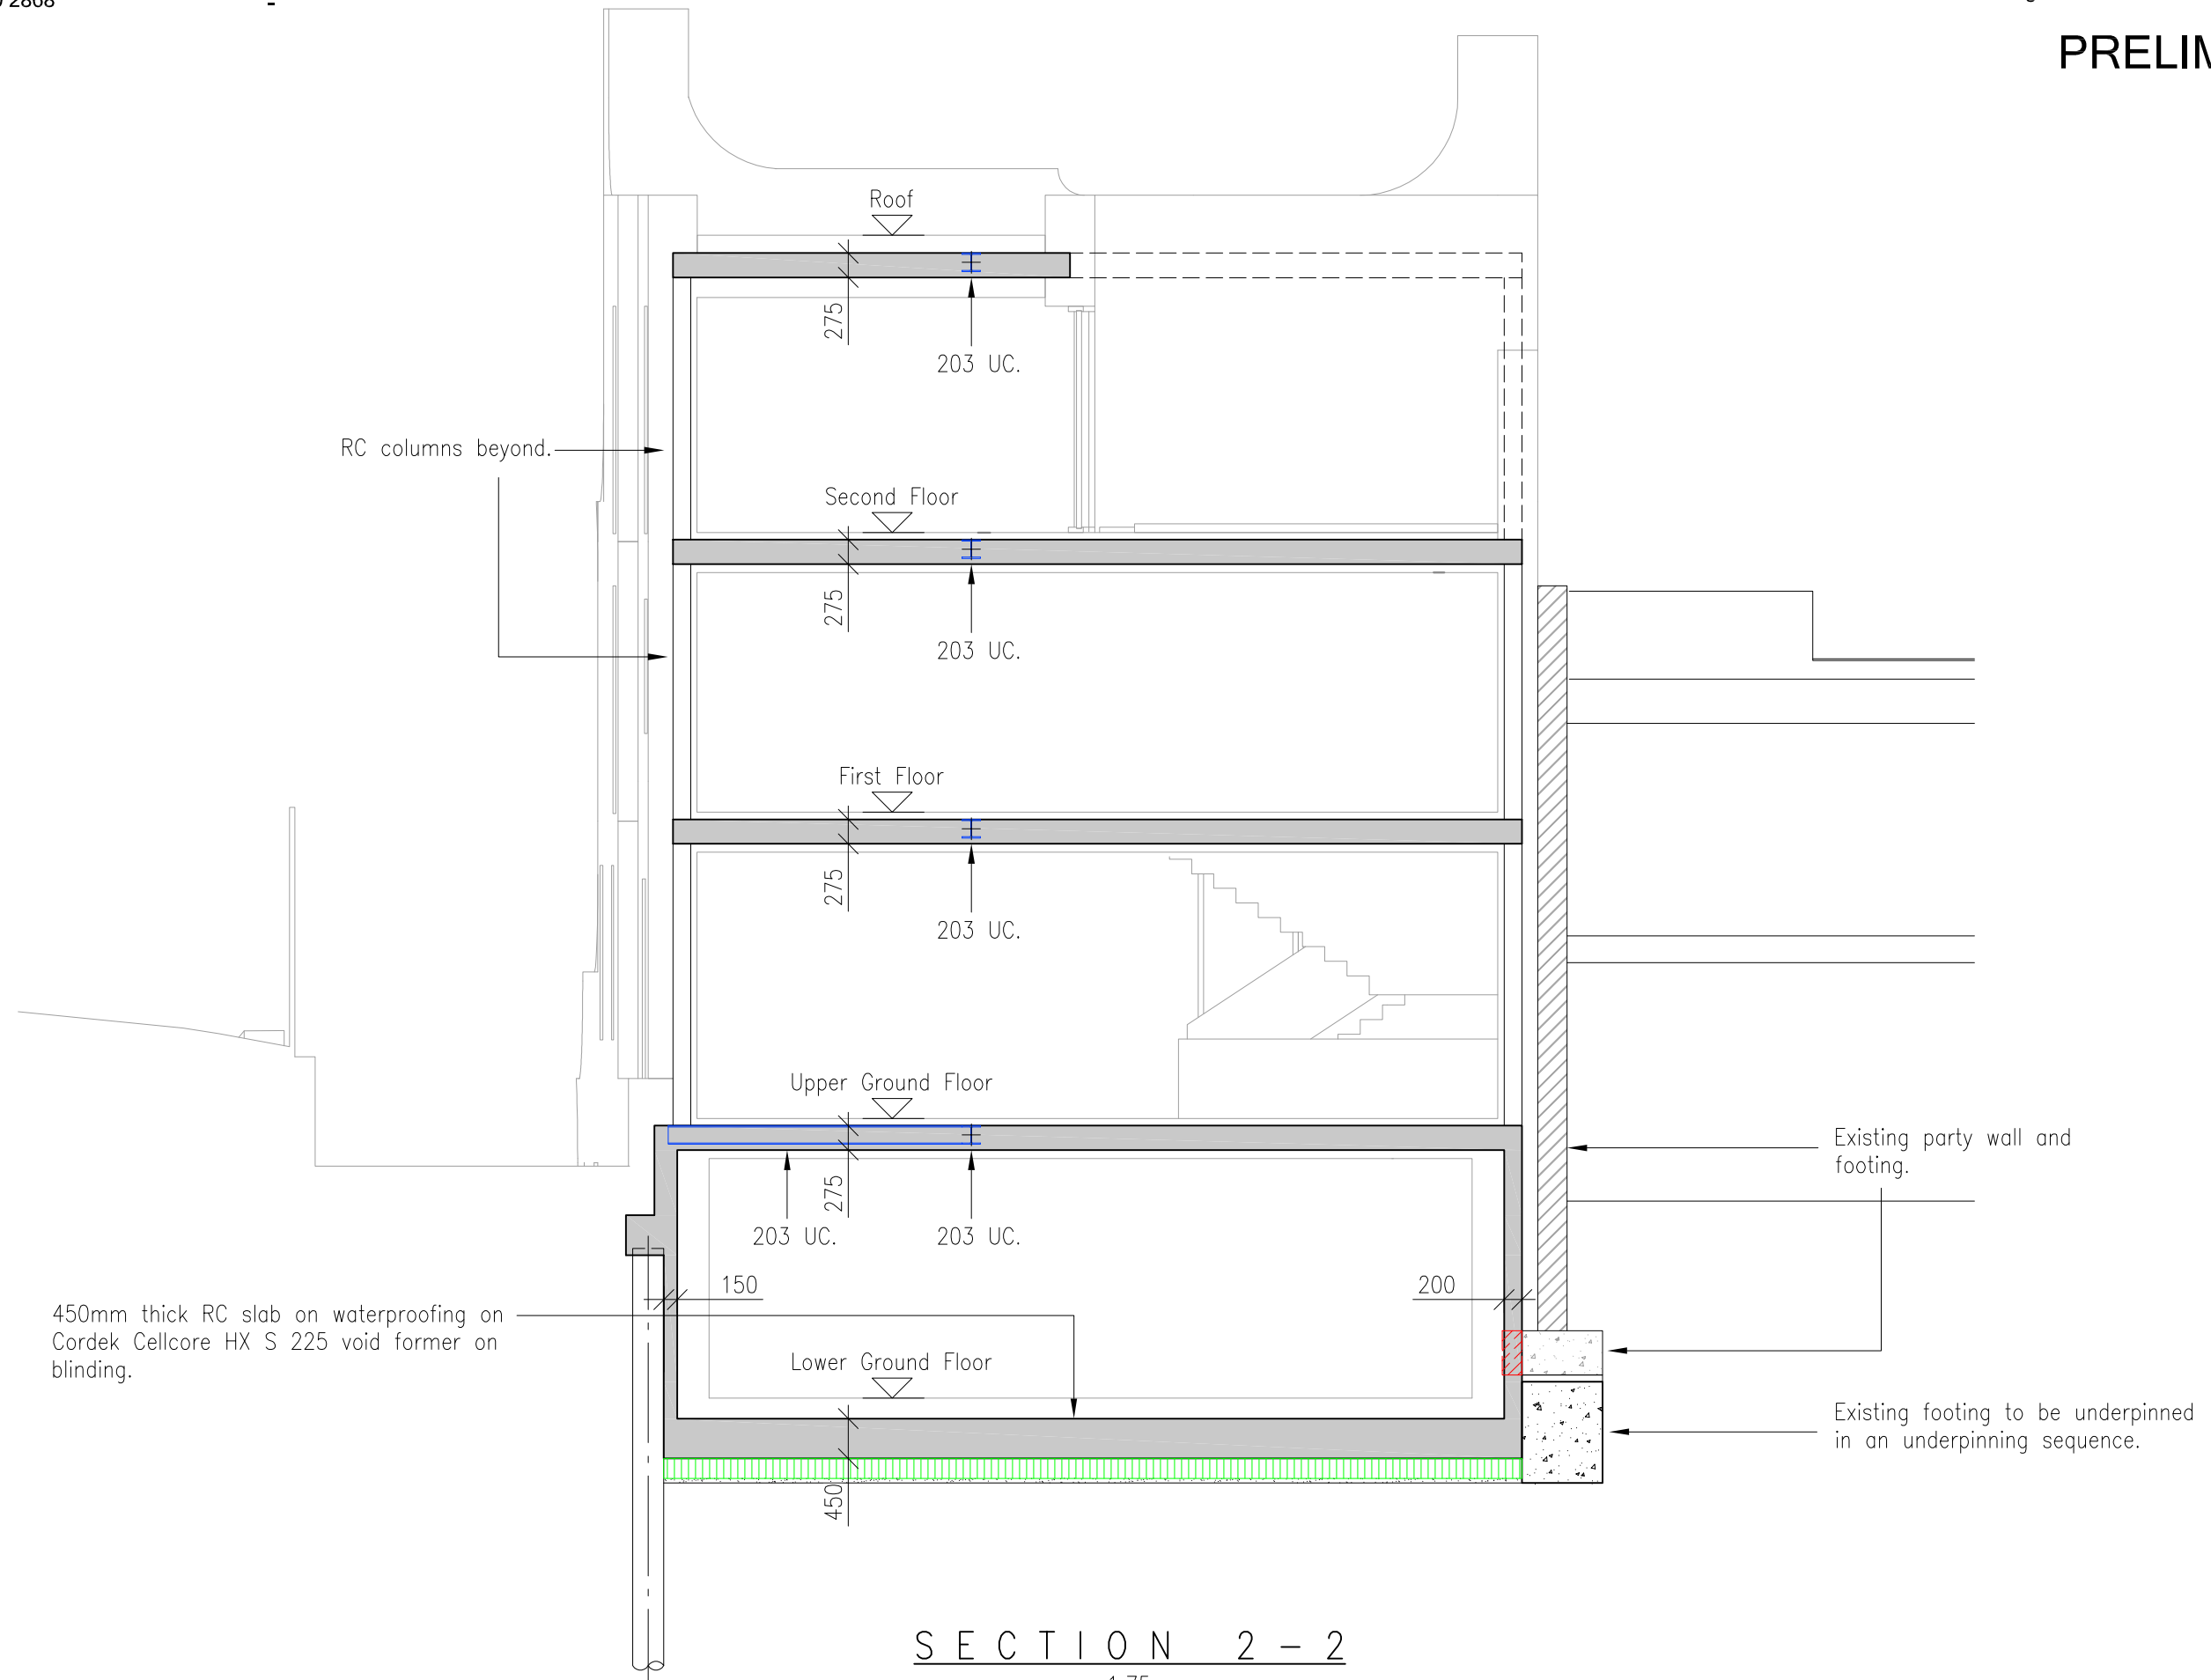 2868
-
PRELIM
Roof
275
203 UC.
RC columns beyond.
Second Floor
275
203 UC.
First Floor
275
203 UC.
Upper Ground Floor
Existing party wall and
footing.
275
203 UC.
203 UC.
150
200
450mm thick RC slab on waterproofing on
Cordek Cellcore HX S 225 void former on
blinding.
Lower Ground Floor
Existing footing to be underpinned
in an underpinning sequence.
450
SECTION 2-2